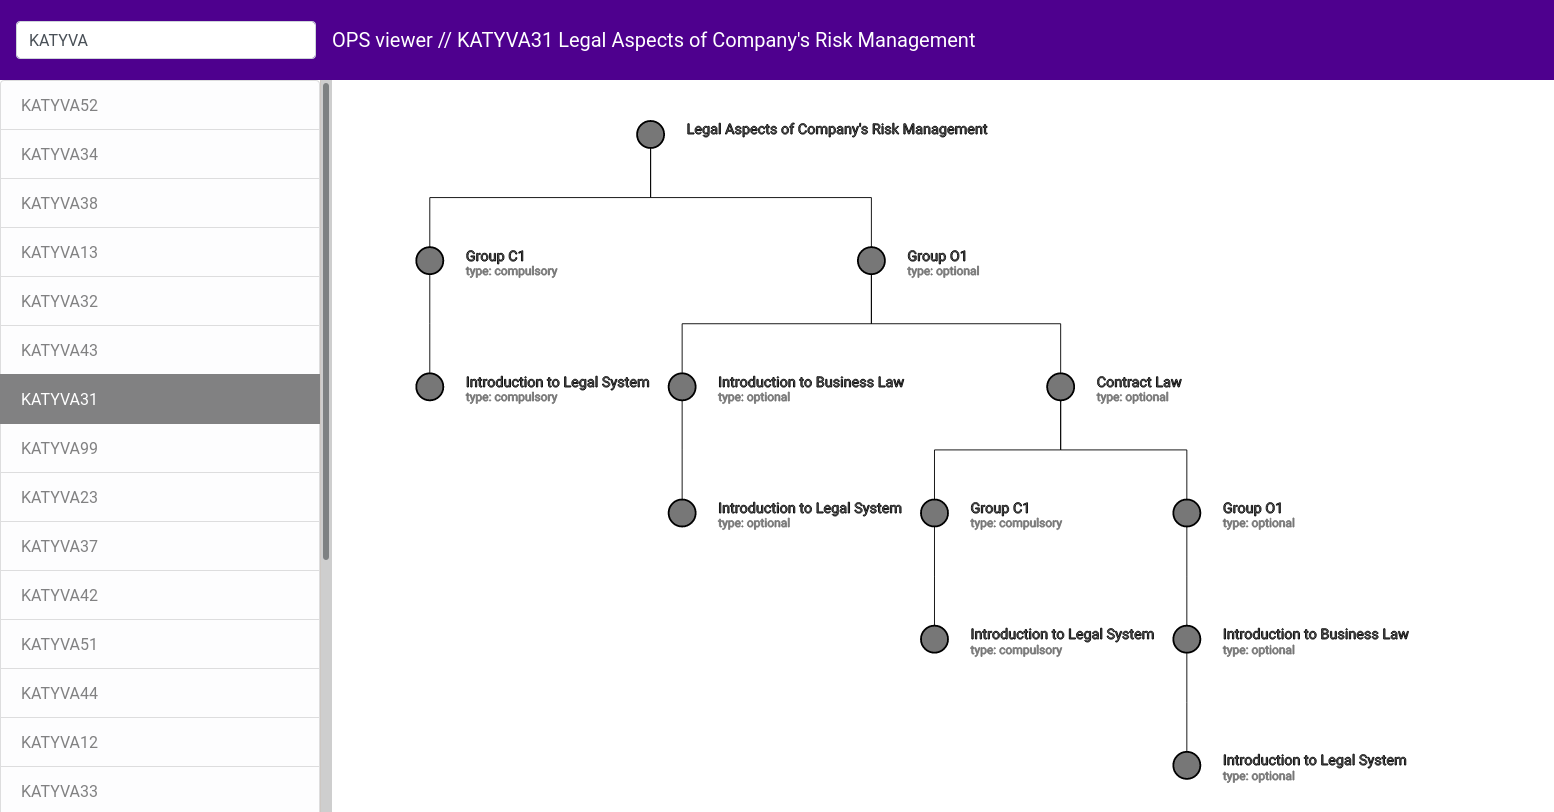 KATYVA
OPS viewer // KATYVA31 Legal Aspects of Company's Risk Management
KATYVA52
KATYVA34
KATYVA38
KATYVA13
KATYVA32
KATYVA43
KATYVA31
KATYVA99
KATYVA23
KATYVA37
KATYVA42
KATYVA51
KATYVA44
KATYVA12
KATYVA33
Legal Aspects of Company's Risk Management
Group C1
type: compulsory
Group O1
type: optional
Introduction to Legal System
type: compulsory
Introduction to Business Law
type: optional
Contract Law
type: optional
Introduction to Legal System
type: optional
Group C1
type: compulsory
Group O1
type: optional
Introduction to Legal System
type: compulsory
Introduction to Business Law
type: optional
Introduction to Legal System
type: optional